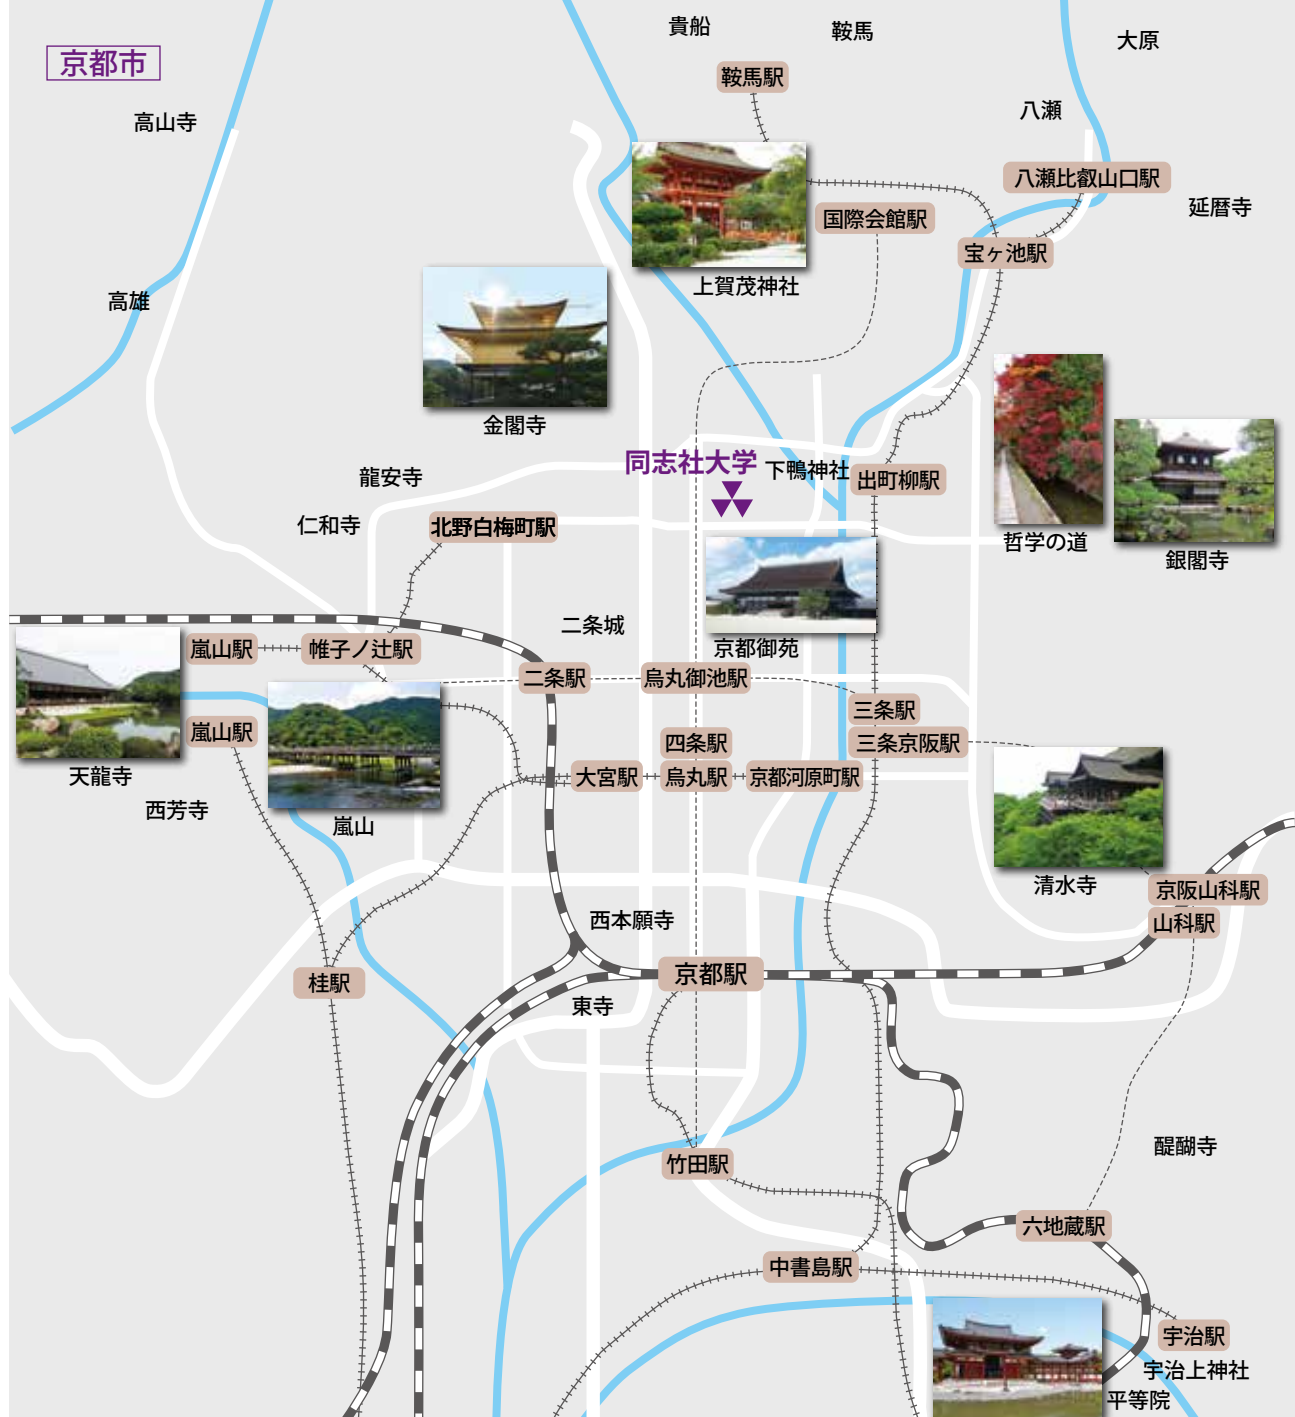 貴船
鞍馬
大原
京都市
鞍馬駅
八瀬
高山寺
八瀬比叡山口駅
延暦寺
国際会館駅
宝ヶ池駅
上賀茂神社
高雄
金閣寺
同志社大学
下鴨神社
出町柳駅
龍安寺
仁和寺
北野白梅町駅
哲学の道
銀閣寺
二条城
京都御苑
嵐山駅
帷子ノ辻駅
二条駅
烏丸御池駅
三条駅
嵐山駅
四条駅
三条京阪駅
天龍寺
大宮駅
烏丸駅
京都河原町駅
西芳寺
嵐山
清水寺
京阪山科駅
山科駅
西本願寺
京都駅
桂駅
東寺
醍醐寺
竹田駅
六地蔵駅
中書島駅
宇治駅
宇治上神社
平等院